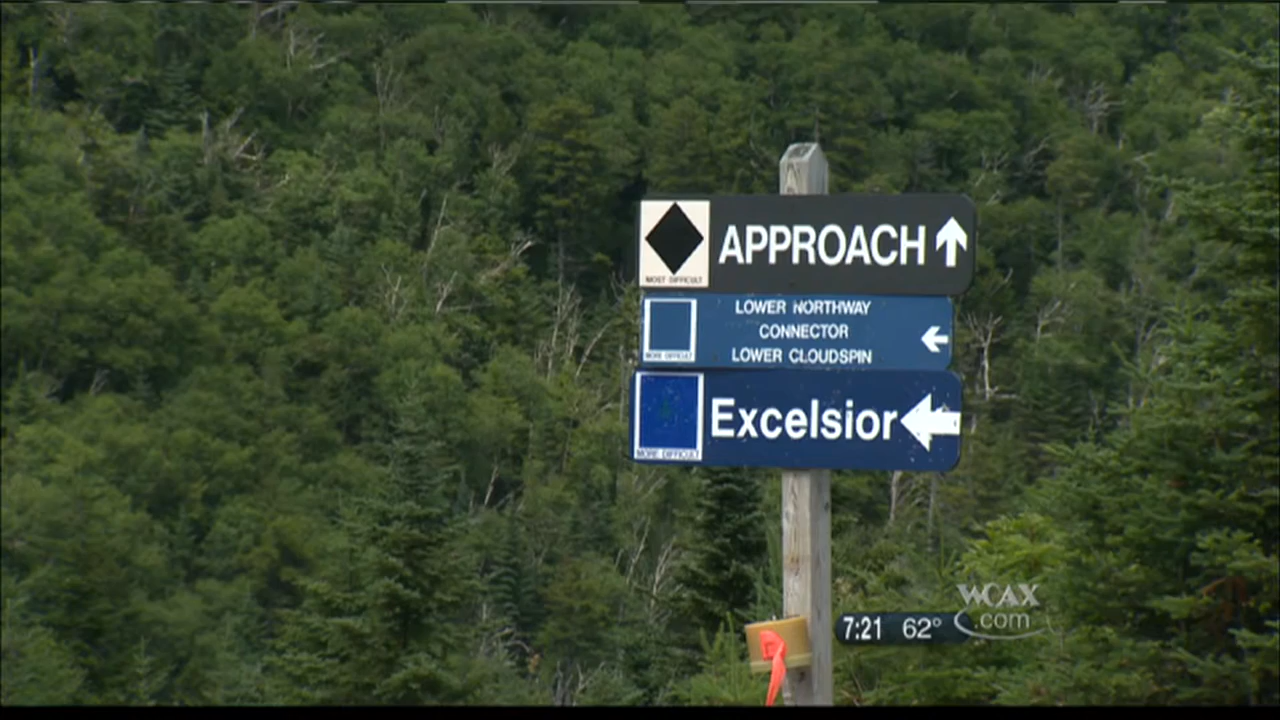 APPROACH
MOST DIFFICULT
LOWER NORTHWAY
CONNECTOR
LOWER CLOUDSPIN
MORE DIFFICULT
Excelsior
MORE DIFFICULT
7:21 62°
WCAX
.com